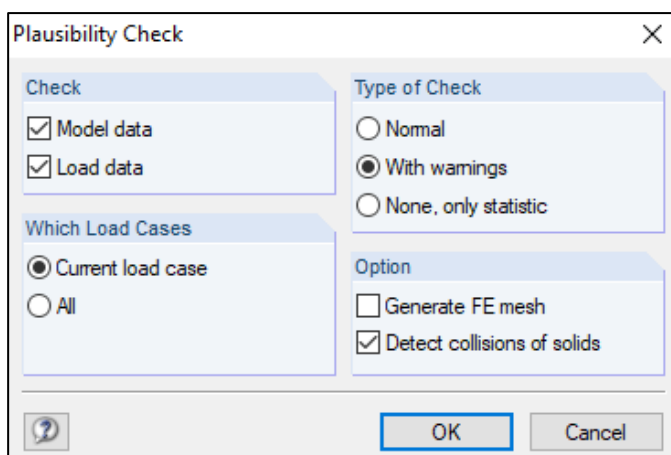 Plausibility Check
Check
Model data
Load data
Which Load Cases
Current load case
All
Type of Check
Normal
With warnings
None, only statistic
Option
Generate FE mesh
Detect collisions of solids
OK
Cancel